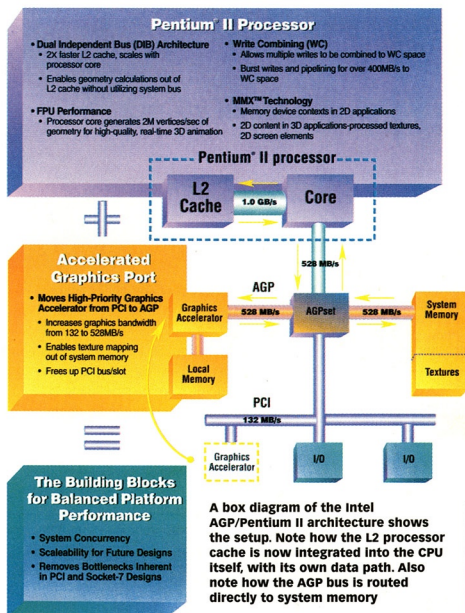 Pentium® II Processor
• Dual Independent Bus (DIB) Architecture
• 2X faster L2 cache, scales with
processor core
• Enables geometry calculations out of
L2 cache without utilizing system bus
• FPU Performance
• Processor core generates 2M vertices/sec of
geometry for high-quality, real-time 3D animation
• Write Combining (WC)
• Allows multiple writes to be combined to WC space
• Burst writes and pipelining for over 400MB/s to
WC space
• MMX™ Technology
• Memory device contexts in 2D applications
• 2D content in 3D applications-processed textures,
2D screen elements
Pentium® II processor
L2
Cache
1.0 GB/s
Core
528 MB/s
Accelerated
Graphics Port
• Moves High-Priority Graphics
Accelerator from PCI to AGP
• Increases graphics bandwidth
from 132 to 528MB/s
• Enables texture mapping
out of system memory
• Frees up PCI bus/slot
AGP
Graphics
Accelerator
528 MB/s
AGPset
528 MB/s
System
Memory
Local
Memory
Textures
PCI
132 MB/s
Graphics
Accelerator
I/O
I/O
The Building Blocks
for Balanced Platform
Performance
• System Concurrency
• Scaleability for Future Designs
• Removes Bottlenecks Inherent
in PCI and Socket-7 Designs
A box diagram of the Intel
AGP/Pentium II architecture shows
the setup. Note how the L2 processor
cache is now integrated into the CPU
itself, with its own data path. Also
note how the AGP bus is routed
directly to system memory